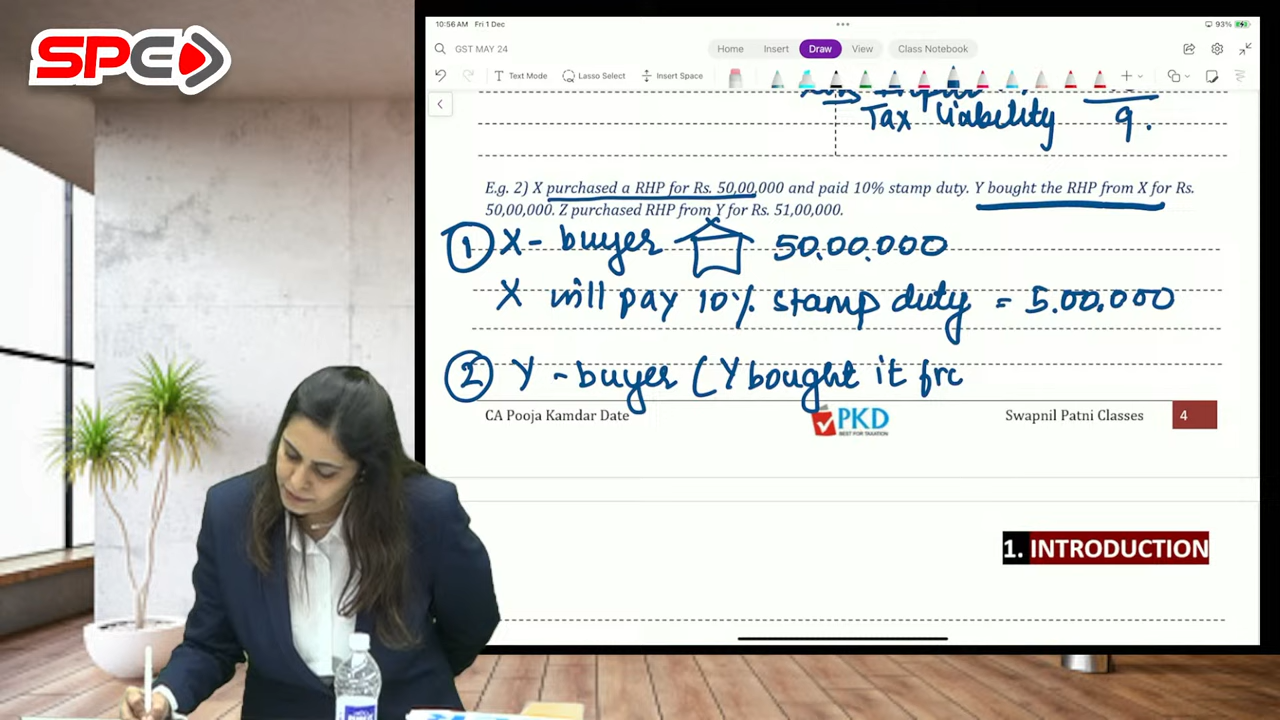 SPC
10:56 AM Fri 1 Dec
93%
GST MAY 24
Home Insert Draw View Class Notebook
Text Mode Lasso Select Insert Space
Tax Liability 9.
E.g. 2) X purchased a RHP for Rs. 50,00,000 and paid 10% stamp duty. Y bought the RHP from X for Rs.
50,00,000. Z purchased RHP from Y for Rs. 51,00,000.
1 X - buyer 50,00,000
X will pay 10% stamp duty = 5,00,000
2 Y - buyer ( Y bought it fro
CA Pooja Kamdar Date PKD Swapnil Patni Classes 4
BEST FOR TAXATION
1. INTRODUCTION